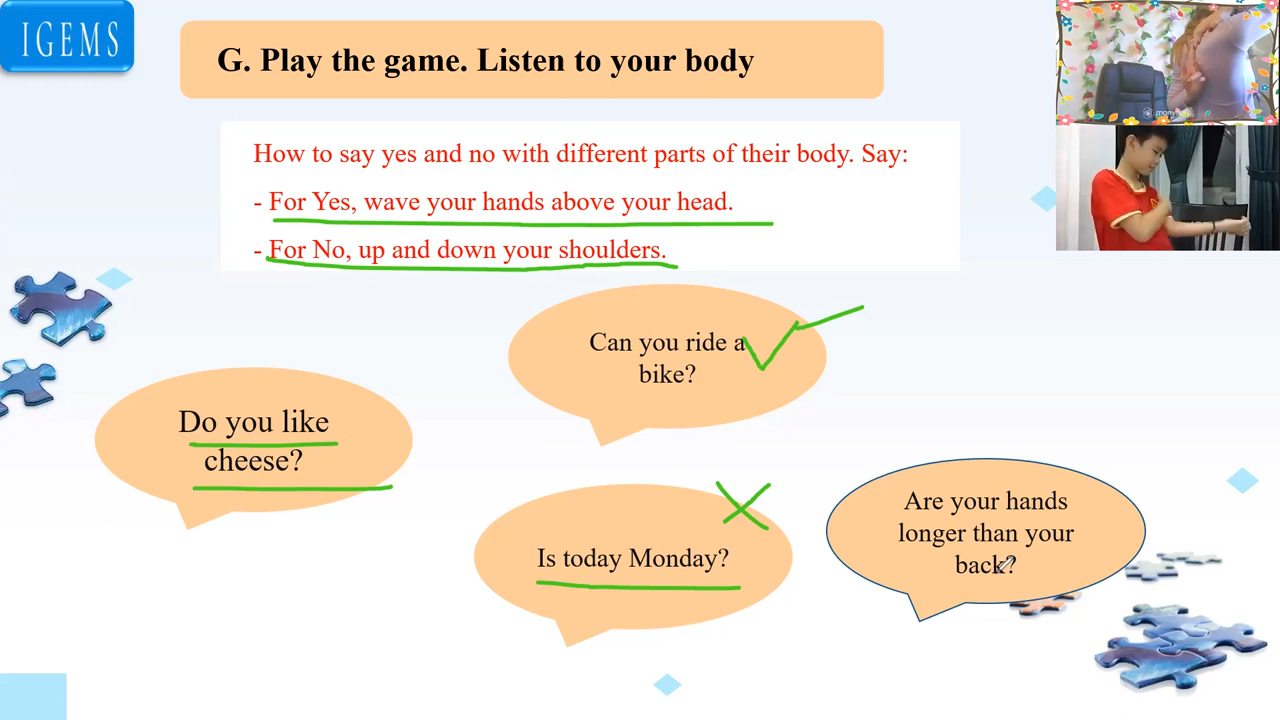 IGEMS
G. Play the game. Listen to your body
How to say yes and no with different parts of their body. Say:
- For Yes, wave your hands above your head.
- For No, up and down your shoulders.
Can you ride a
bike?
Do you like
cheese?
Is today Monday?
Are your hands
longer than your
back?